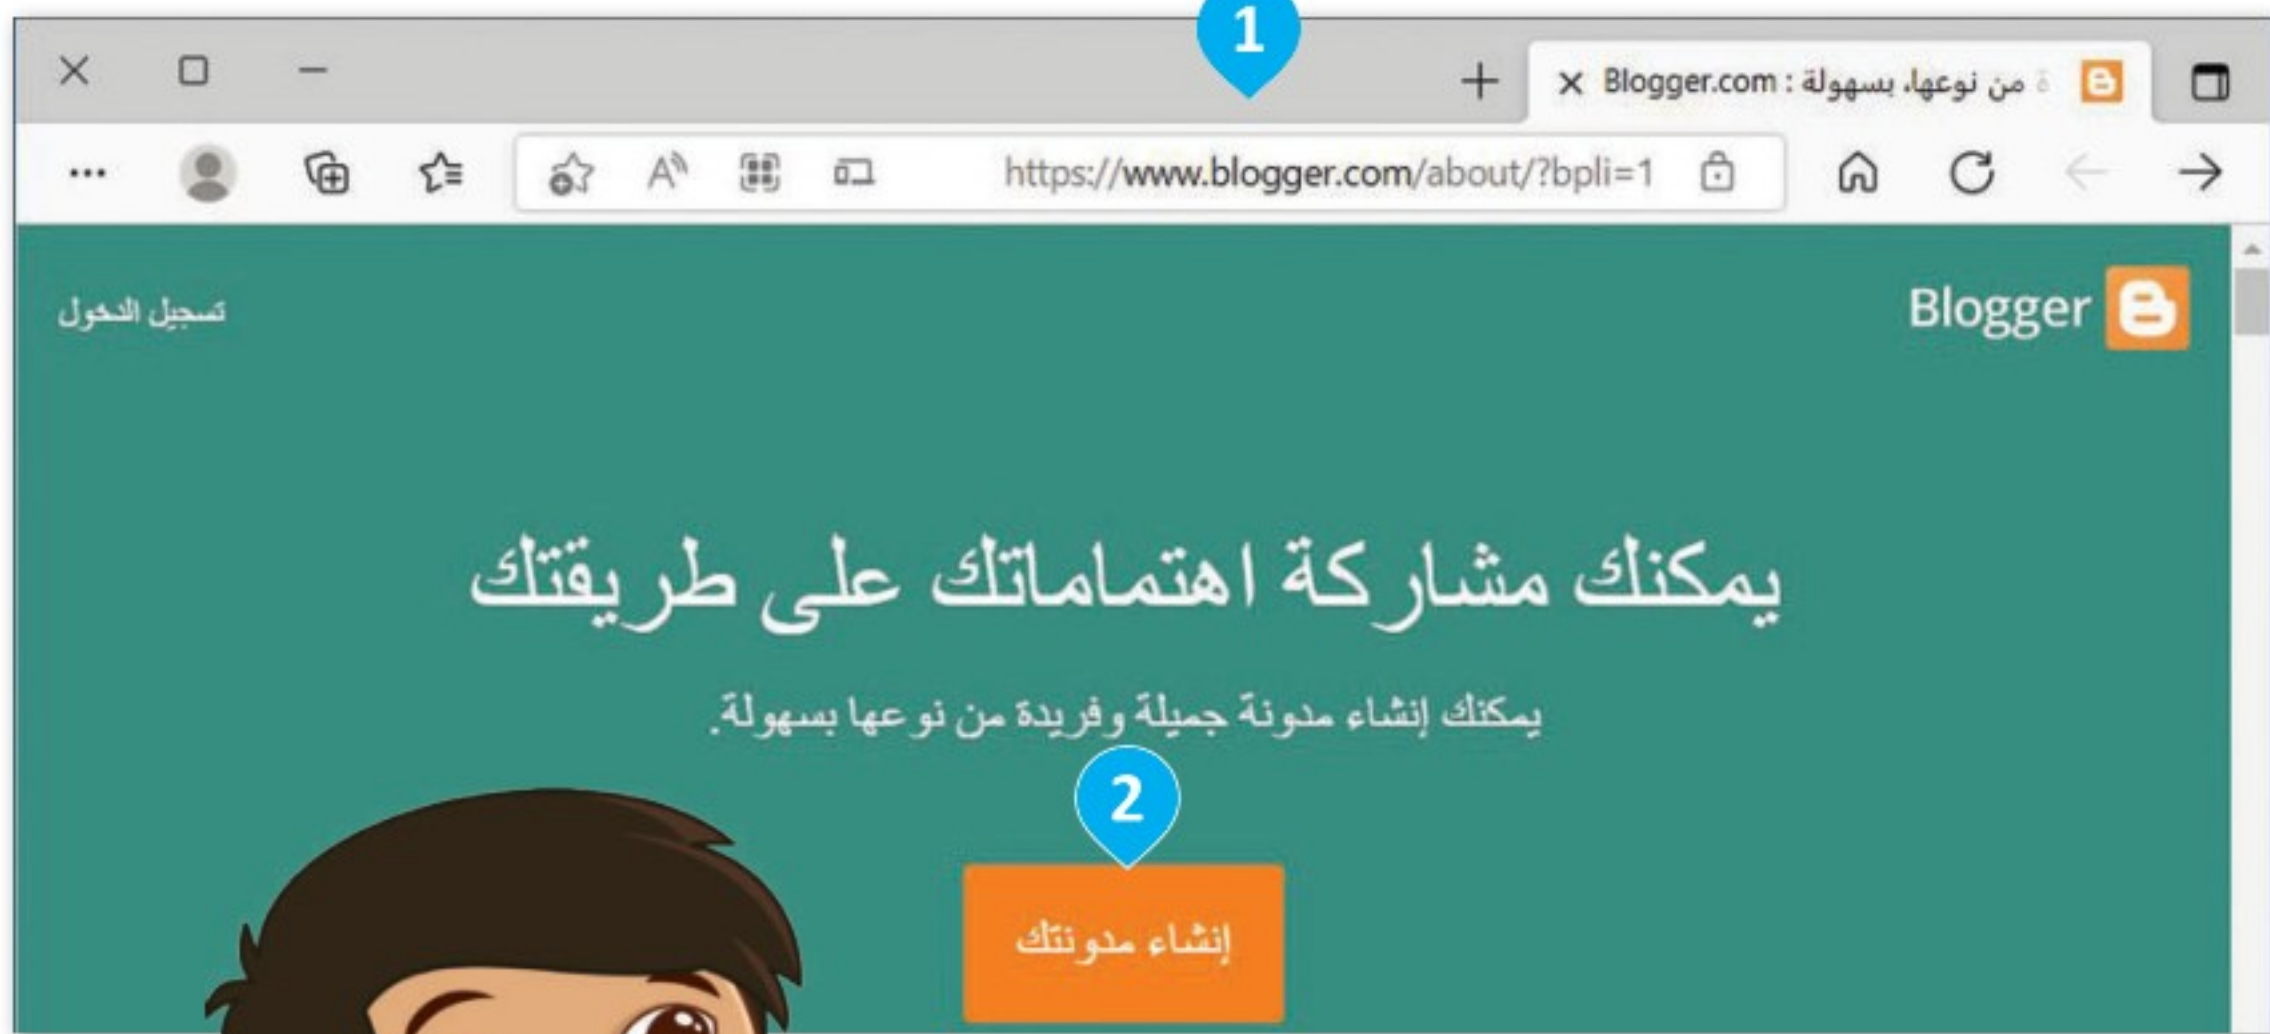 1
ة من نوعها، بسهولة : Blogger.com
https://www.blogger.com/about/?bpli=1
Blogger
تسجيل الدخول
يمكنك مشاركة اهتماماتك على طريقتك
يمكنك إنشاء مدونة جميلة وفريدة من نوعها بسهولة.
2
إنشاء مدونتك